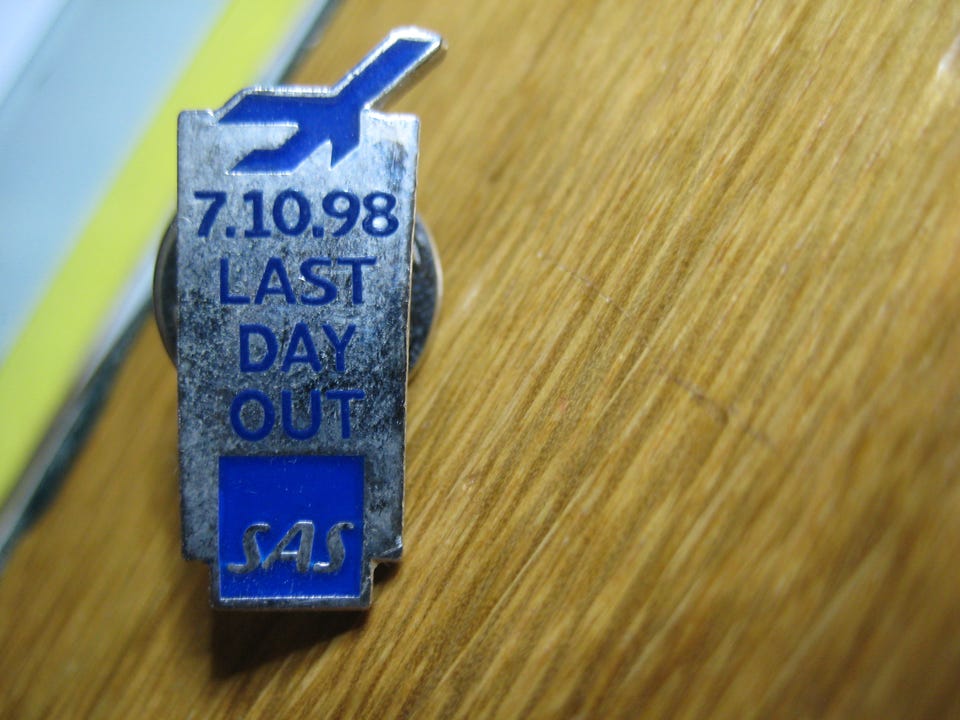 7.10.98
LAST
DAY
OUT
SAS